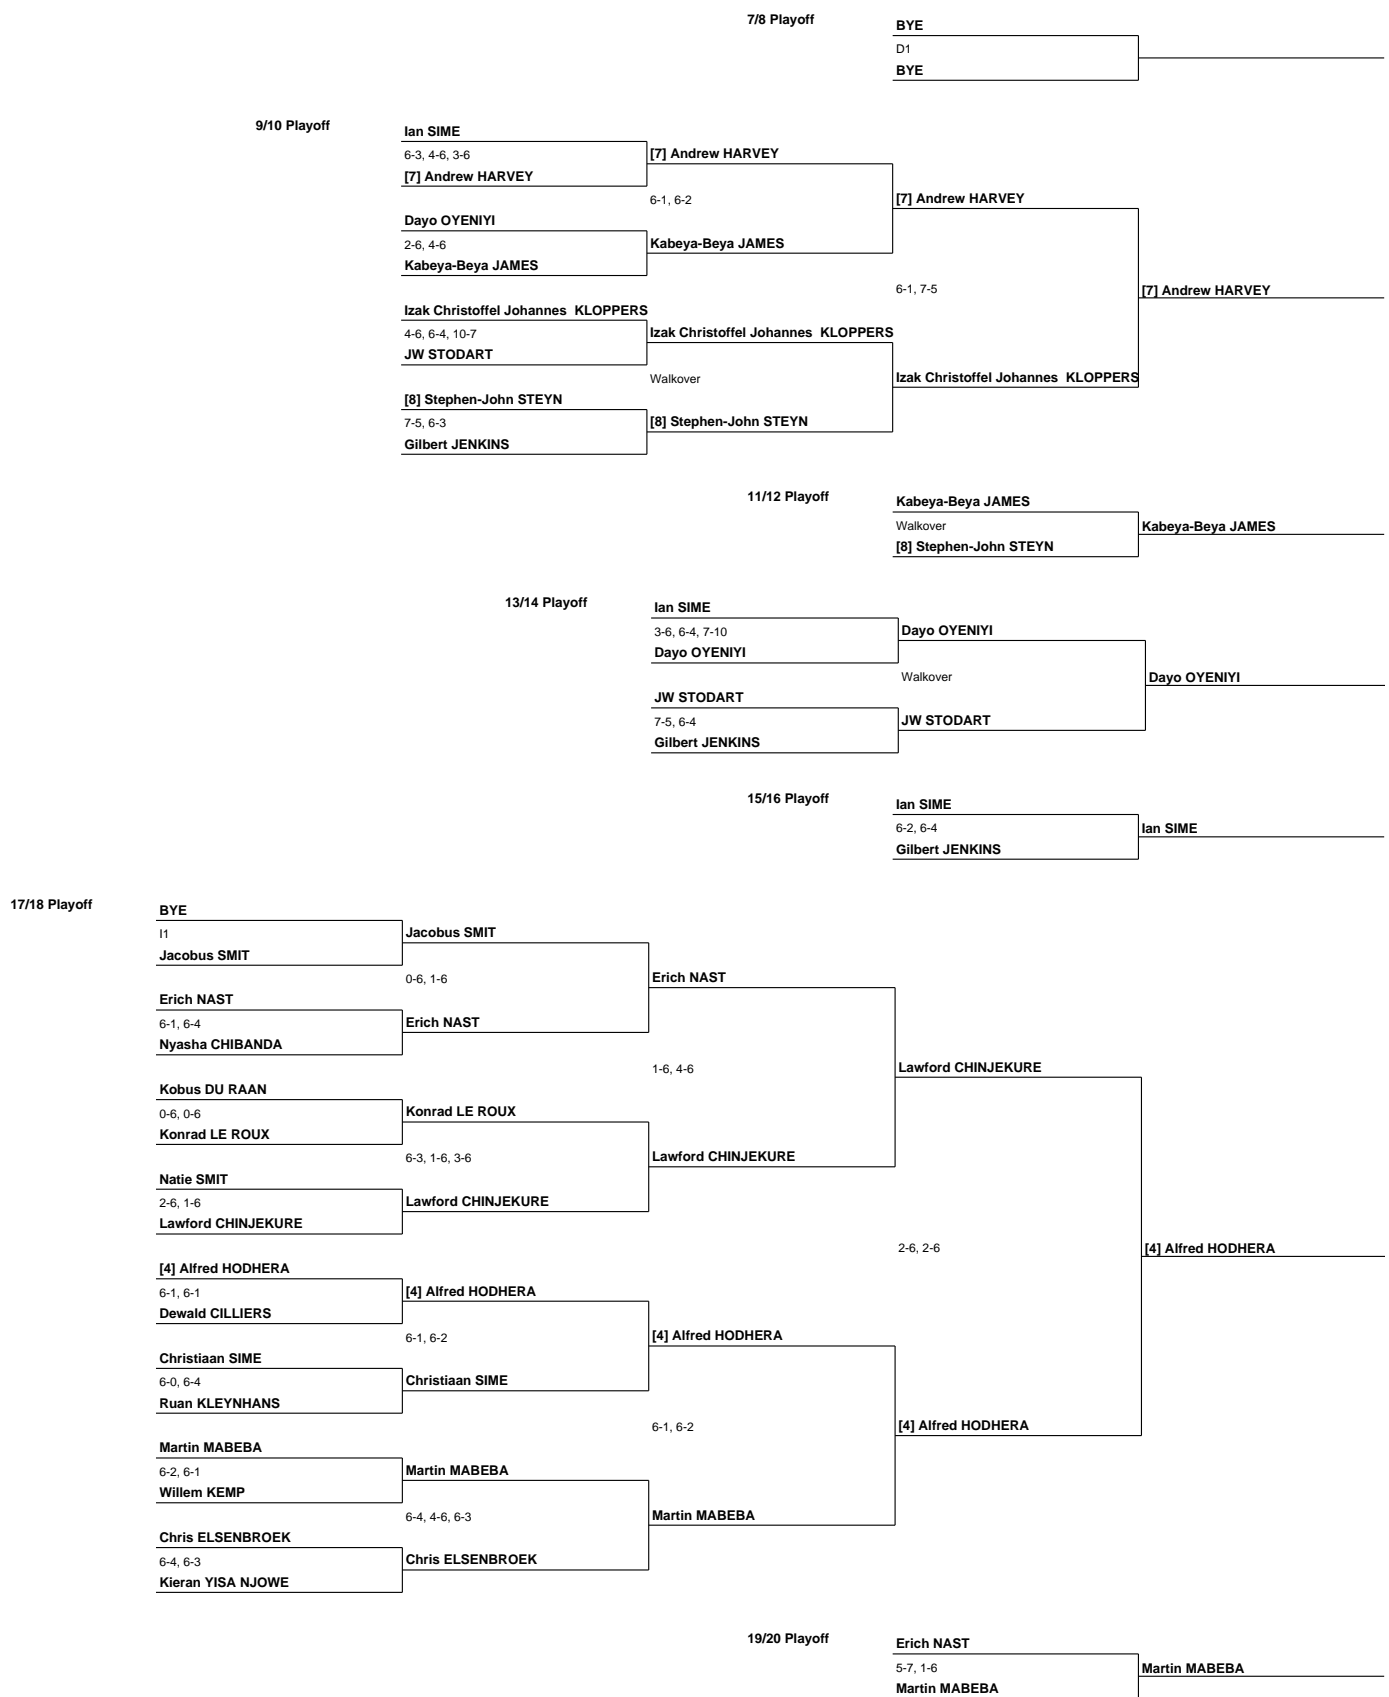 7/8 Playoff
BYE
D1
BYE
9/10 Playoff
Ian SIME
6-3, 4-6, 3-6
[7] Andrew HARVEY
[7] Andrew HARVEY
6-1, 6-2
[7] Andrew HARVEY
Dayo OYENIYI
2-6, 4-6
Kabeya-Beya JAMES
Kabeya-Beya JAMES
6-1, 7-5
[7] Andrew HARVEY
Izak Christoffel Johannes  KLOPPERS
4-6, 6-4, 10-7
Izak Christoffel Johannes  KLOPPERS
JW STODART
Walkover
Izak Christoffel Johannes  KLOPPERS
[8] Stephen-John STEYN
7-5, 6-3
[8] Stephen-John STEYN
Gilbert JENKINS
11/12 Playoff
Kabeya-Beya JAMES
Walkover
Kabeya-Beya JAMES
[8] Stephen-John STEYN
13/14 Playoff
Ian SIME
3-6, 6-4, 7-10
Dayo OYENIYI
Dayo OYENIYI
Walkover
Dayo OYENIYI
JW STODART
7-5, 6-4
JW STODART
Gilbert JENKINS
15/16 Playoff
Ian SIME
6-2, 6-4
Ian SIME
Gilbert JENKINS
17/18 Playoff
BYE
I1
Jacobus SMIT
Jacobus SMIT
0-6, 1-6
Erich NAST
Erich NAST
6-1, 6-4
Erich NAST
Nyasha CHIBANDA
1-6, 4-6
Lawford CHINJEKURE
Kobus DU RAAN
0-6, 0-6
Konrad LE ROUX
Konrad LE ROUX
6-3, 1-6, 3-6
Lawford CHINJEKURE
Natie SMIT
2-6, 1-6
Lawford CHINJEKURE
Lawford CHINJEKURE
2-6, 2-6
[4] Alfred HODHERA
[4] Alfred HODHERA
6-1, 6-1
[4] Alfred HODHERA
Dewald CILLIERS
6-1, 6-2
[4] Alfred HODHERA
Christiaan SIME
6-0, 6-4
Christiaan SIME
Ruan KLEYNHANS
6-1, 6-2
[4] Alfred HODHERA
Martin MABEBA
6-2, 6-1
Martin MABEBA
Willem KEMP
6-4, 4-6, 6-3
Martin MABEBA
Chris ELSENBROEK
6-4, 6-3
Chris ELSENBROEK
Kieran YISA NJOWE
19/20 Playoff
Erich NAST
5-7, 1-6
Martin MABEBA
Martin MABEBA